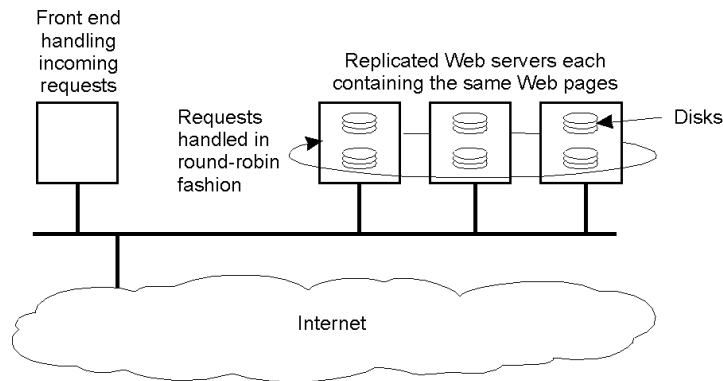 Front end
handling
incoming
requests
Replicated Web servers each
containing the same Web pages
Requests
handled in
round-robin
fashion
Disks
Internet